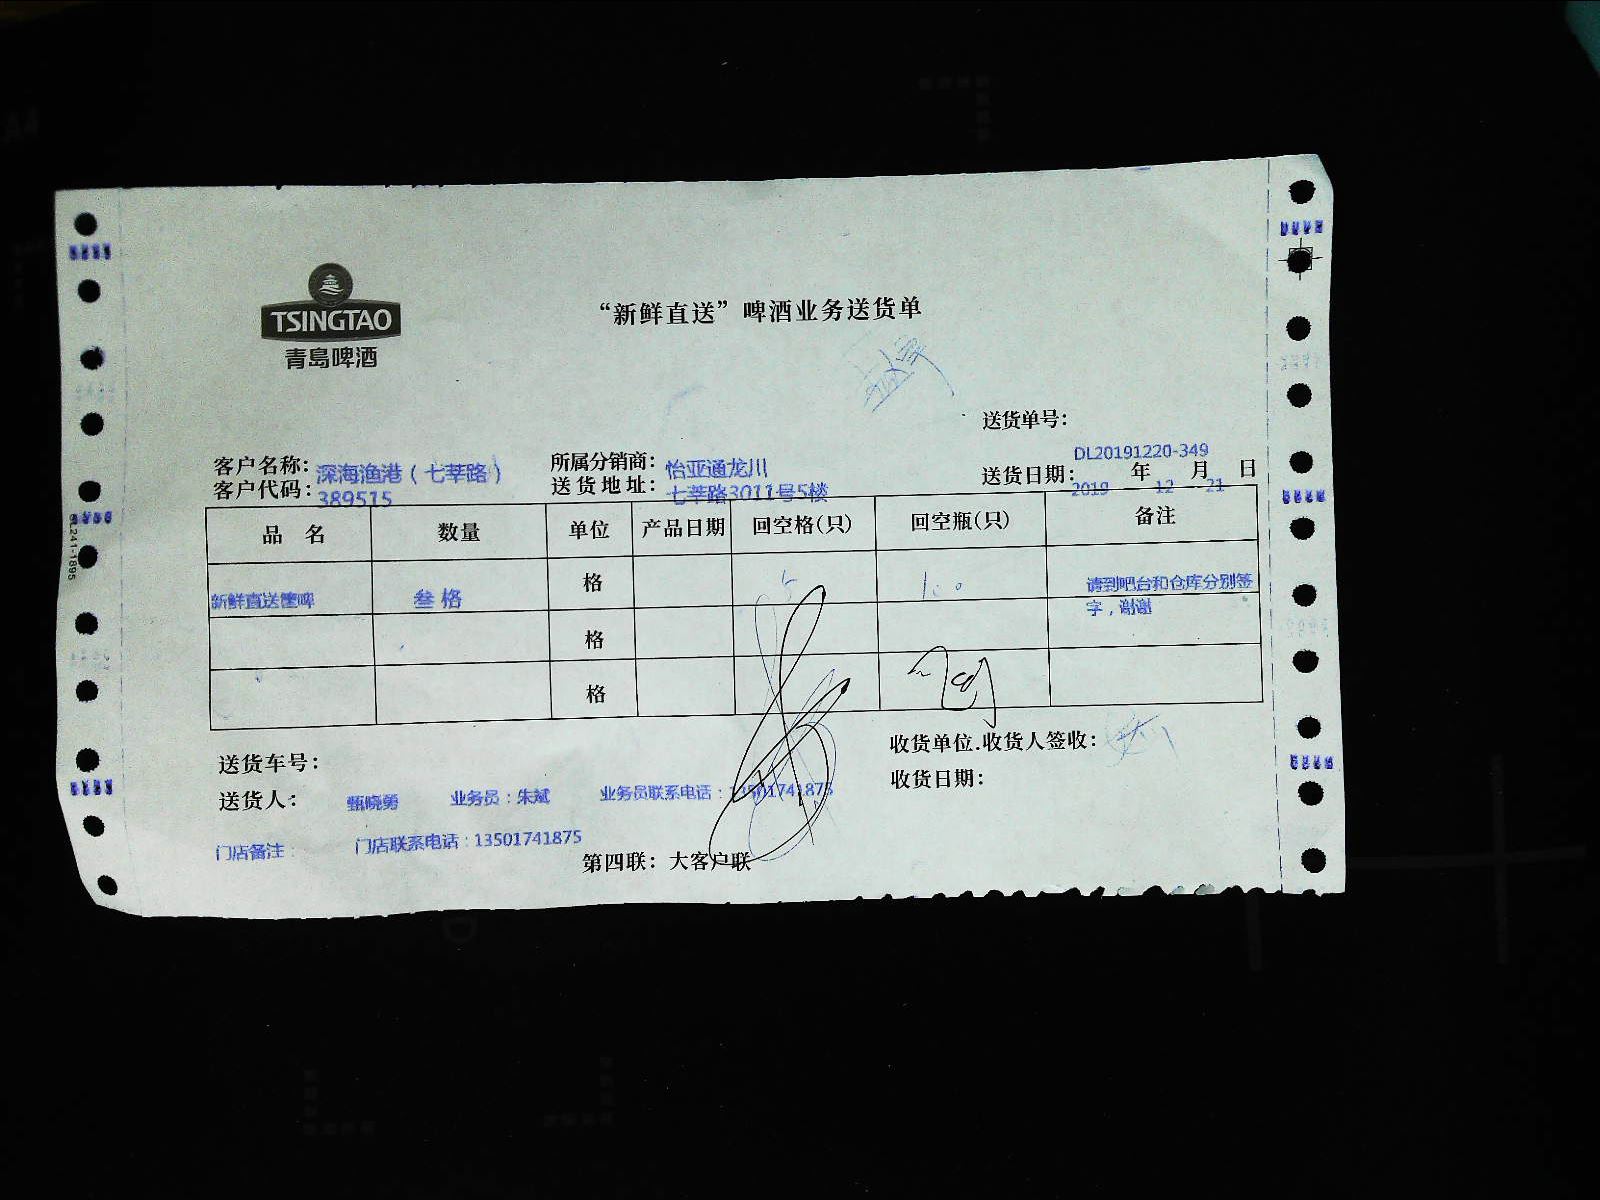 TSINGTAO
青島啤酒
“新鲜直送”啤酒业务送货单
送货单号：
DL20191220-349
客户名称：深海渔港（七莘路） 所属分销商：怡亚通龙川 送货日期： 2019 年 12 月 21 日
客户代码：389515 送货地址：七莘路3011号5楼
品 名 数量 单位 产品日期 回空格(只) 回空瓶(只) 备注
新鲜直送筐啤 叁格 格 5 100 请到吧台和仓库分别签字，谢谢
格
格
送货车号： 收货单位.收货人签收：
收货日期：
送货人： 甄晓勇 业务员：朱斌 业务员联系电话：13501741875
门店备注 门店联系电话：13501741875
第四联：大客户联